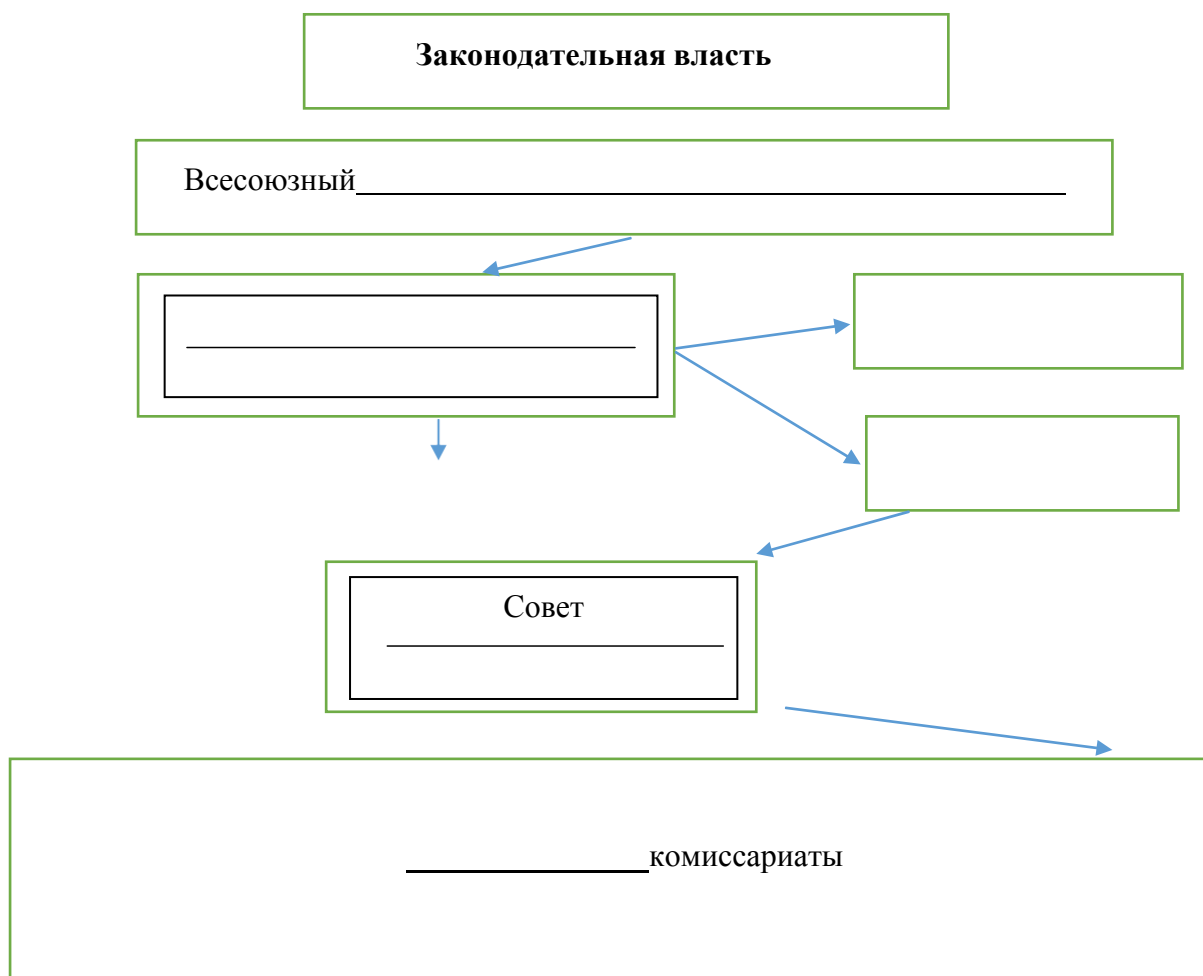 Законодательная власть
Всесоюзный
Совет
комиссариаты